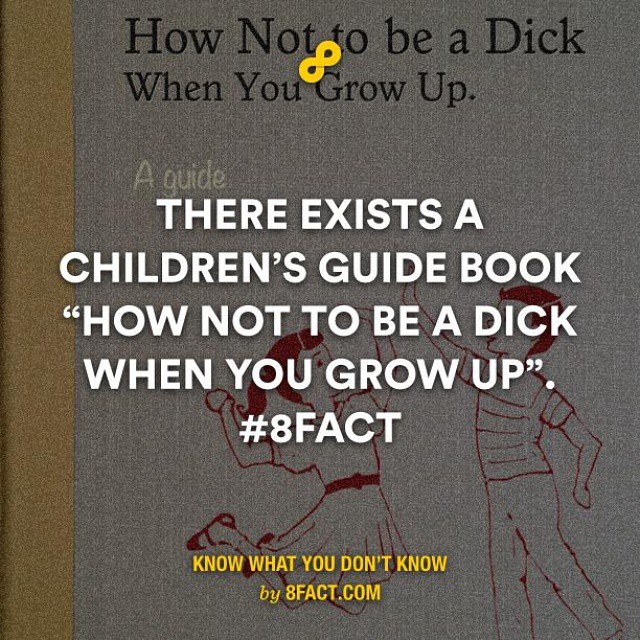 How Not to be a Dick
When You Grow Up.
A guide
THERE EXISTS A
CHILDREN’S GUIDE BOOK
“HOW NOT TO BE A DICK
WHEN YOU GROW UP”.
#8FACT
KNOW WHAT YOU DON’T KNOW
by 8FACT.COM